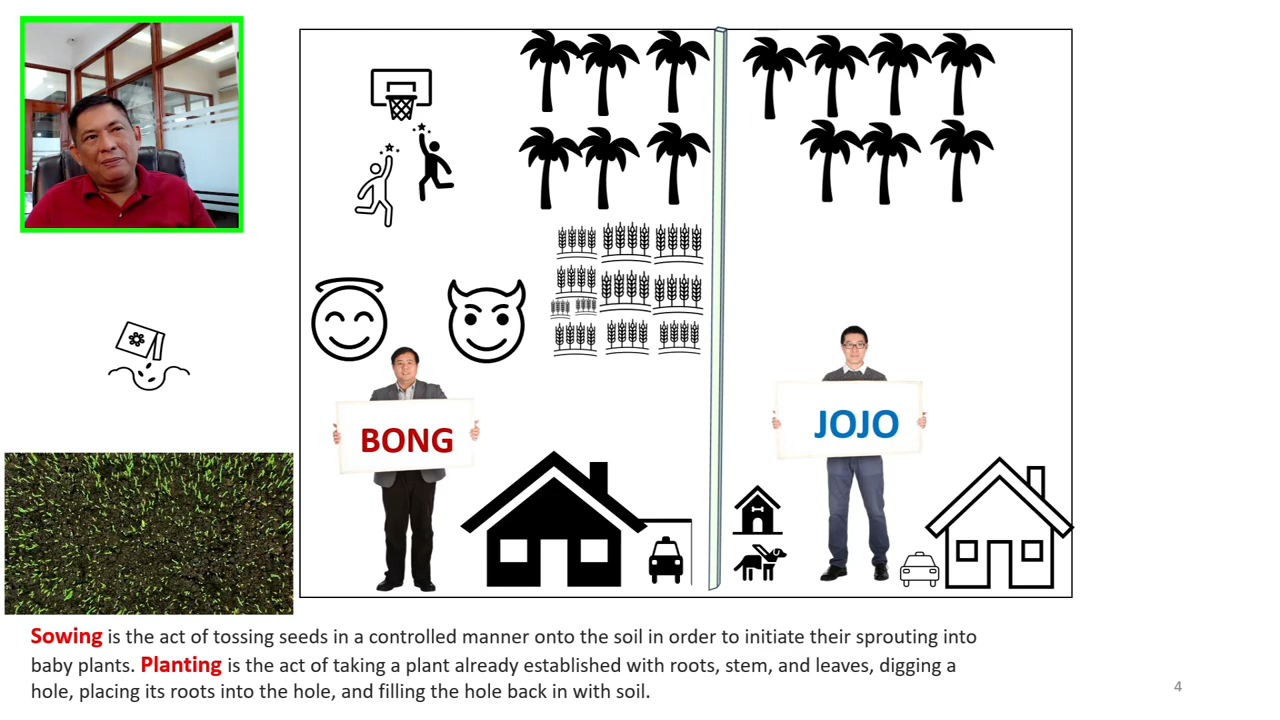 BONG
JOJO
Sowing is the act of tossing seeds in a controlled manner onto the soil in order to initiate their sprouting into
baby plants. Planting is the act of taking a plant already established with roots, stem, and leaves, digging a
hole, placing its roots into the hole, and filling the hole back in with soil.
4